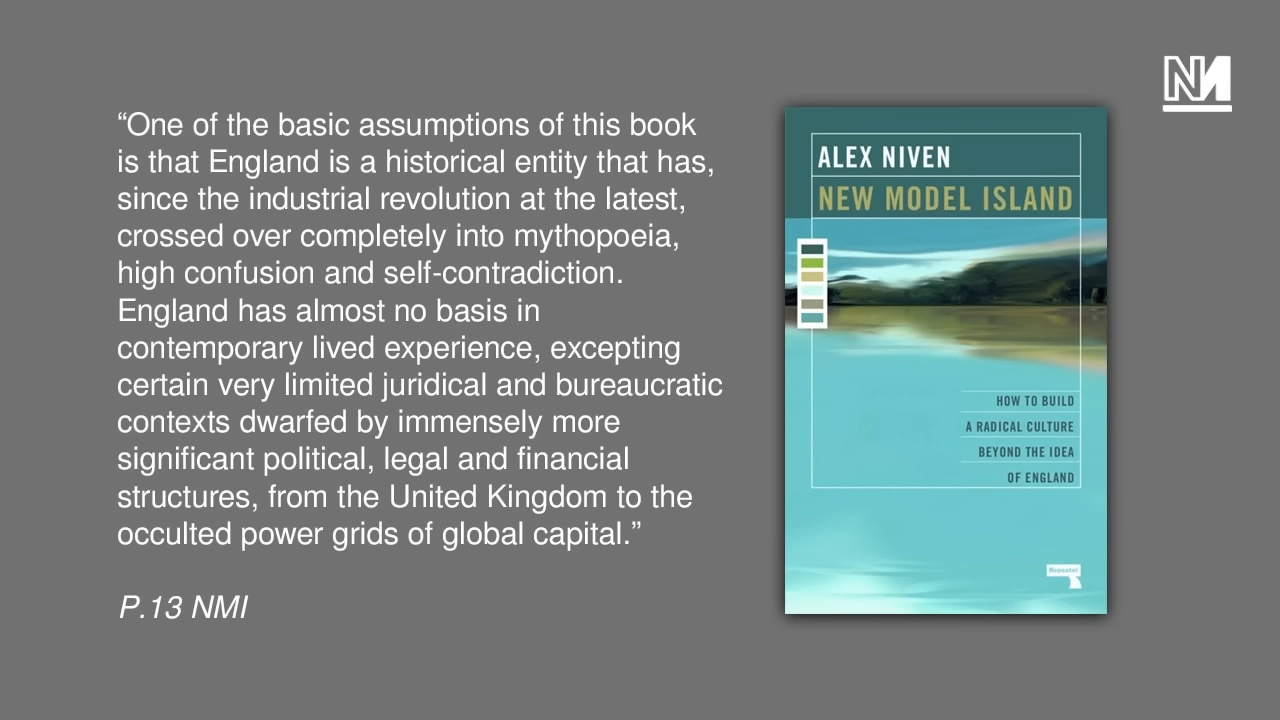 “One of the basic assumptions of this book
is that England is a historical entity that has,
since the industrial revolution at the latest,
crossed over completely into mythopoeia,
high confusion and self-contradiction.
England has almost no basis in
contemporary lived experience, excepting
certain very limited juridical and bureaucratic
contexts dwarfed by immensely more
significant political, legal and financial
structures, from the United Kingdom to the
occulted power grids of global capital.”
P.13 NMI
NM
ALEX NIVEN
NEW MODEL ISLAND
HOW TO BUILD
A RADICAL CULTURE
BEYOND THE IDEA
OF ENGLAND
Repeater